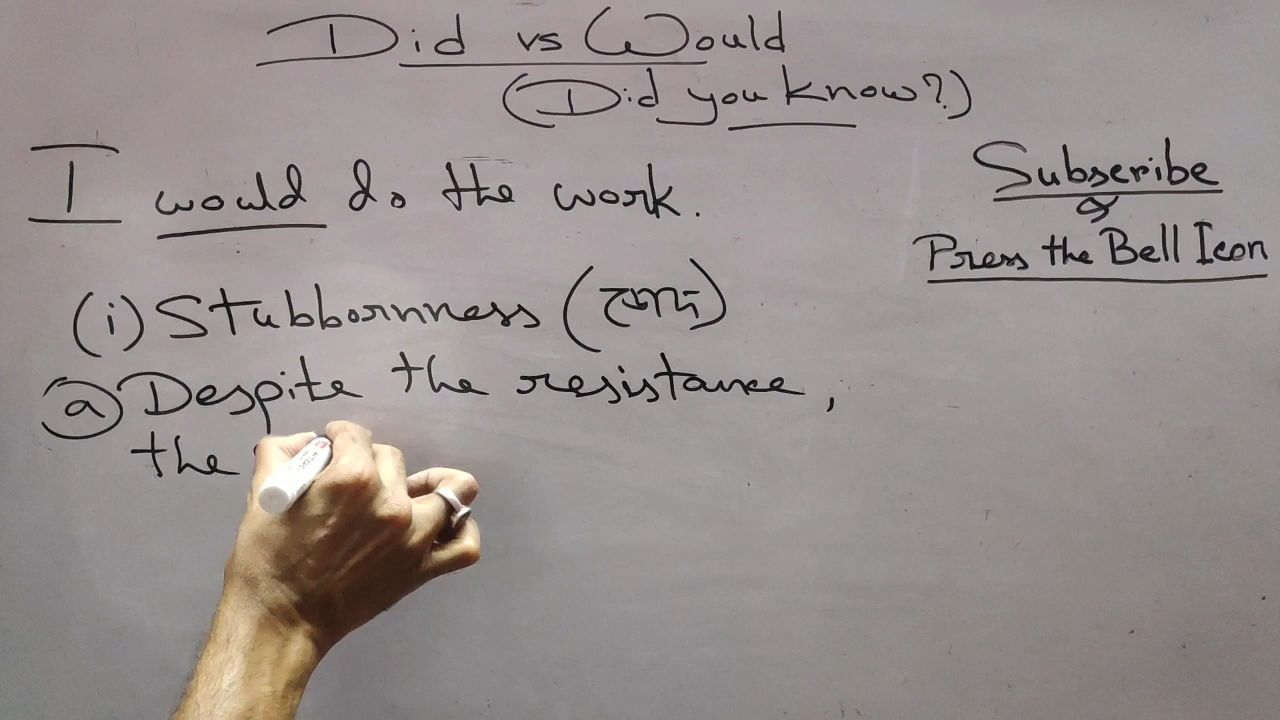 Did vs Would
(Did you know?)
I would do the work.
Subscribe
&
Press the Bell Icon
(i) Stubbornness (
@ Despite the resistance,
the